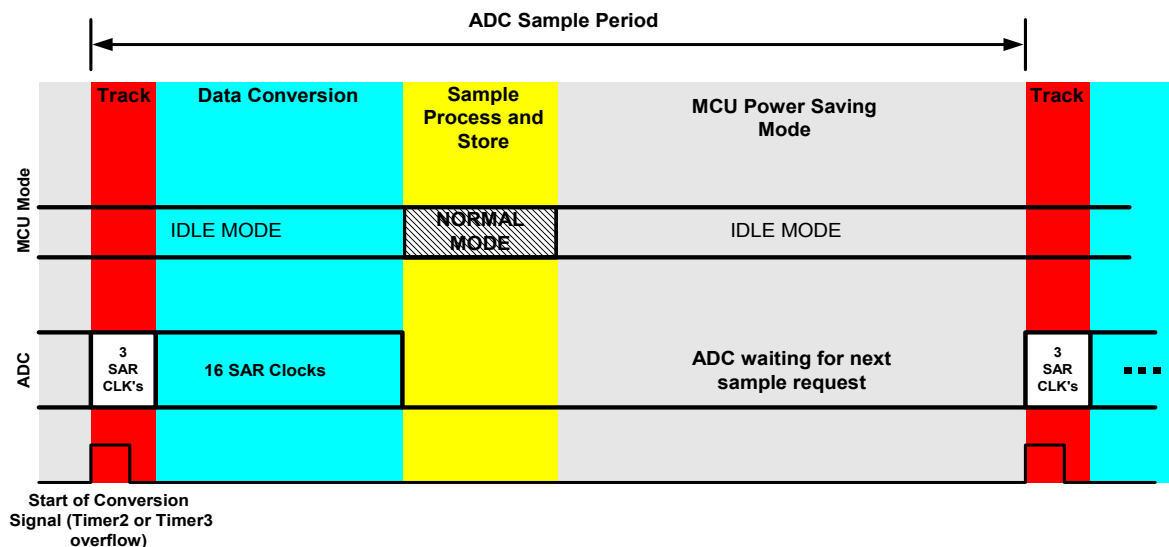 ADC Sample Period
Track
Data Conversion
Sample
Process and
Store
MCU Power Saving
Mode
Track
MCU Mode
IDLE MODE
NORMAL
MODE
IDLE MODE
ADC
3
SAR
CLK's
16 SAR Clocks
ADC waiting for next
sample request
3
SAR
CLK's
Start of Conversion
Signal (Timer2 or Timer3
overflow)